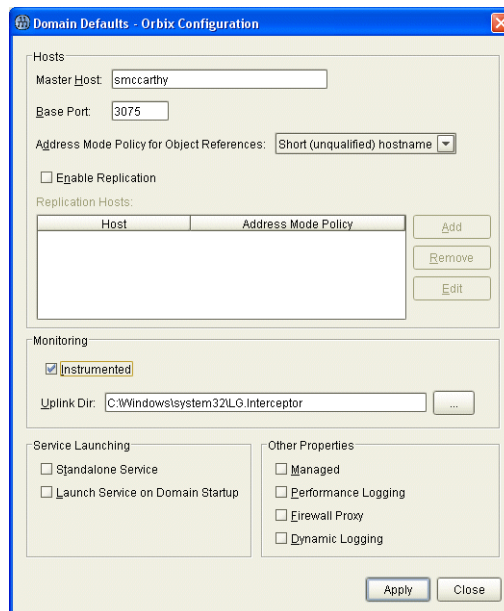 Domain Defaults - Orbix Configuration
Hosts
Master Host: smccarthy
Base Port: 3075
Address Mode Policy for Object References: Short (unqualified) hostname
Enable Replication
Replication Hosts:
Host Address Mode Policy
Add
Remove
Edit
Monitoring
Instrumented
Uplink Dir: C:\Windows\system32\LG.Interceptor ...
Service Launching
Standalone Service
Launch Service on Domain Startup
Other Properties
Managed
Performance Logging
Firewall Proxy
Dynamic Logging
Apply Close